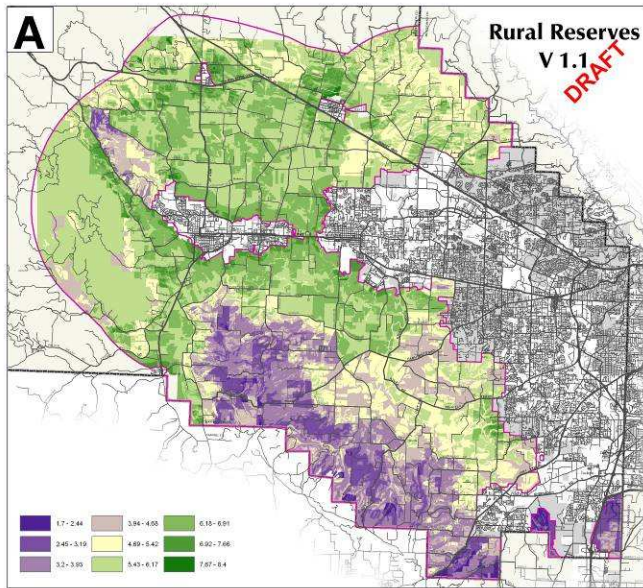 A
Rural Reserves
V 1.1
DRAFT
1.7 - 2.44
3.94 - 4.68
6.18 - 6.91
2.45 - 3.19
4.69 - 5.42
6.92 - 7.66
3.2 - 3.93
5.43 - 6.17
7.67 - 8.4